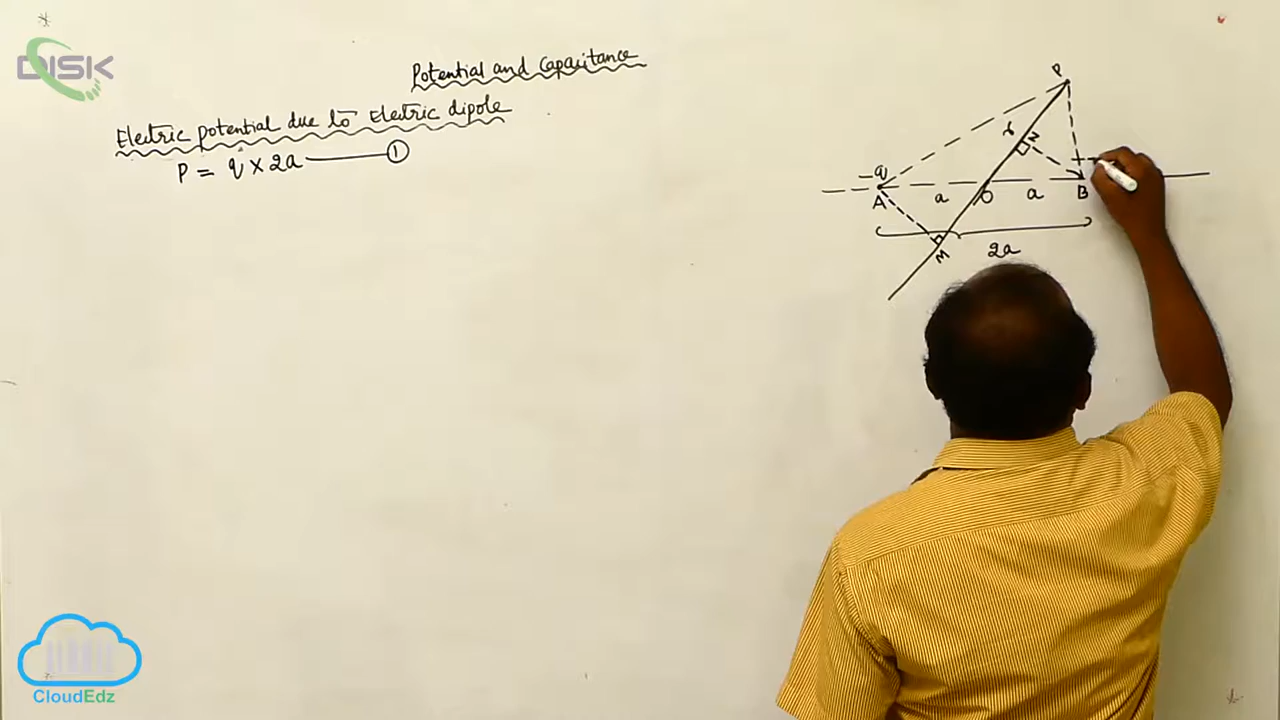 DISK
Potential and Capacitance
Electric potential due to Electric dipole
P = q × 2a ——— ①
P
r
N
-q
A
a
O
a
B
M
2a
CloudEdz